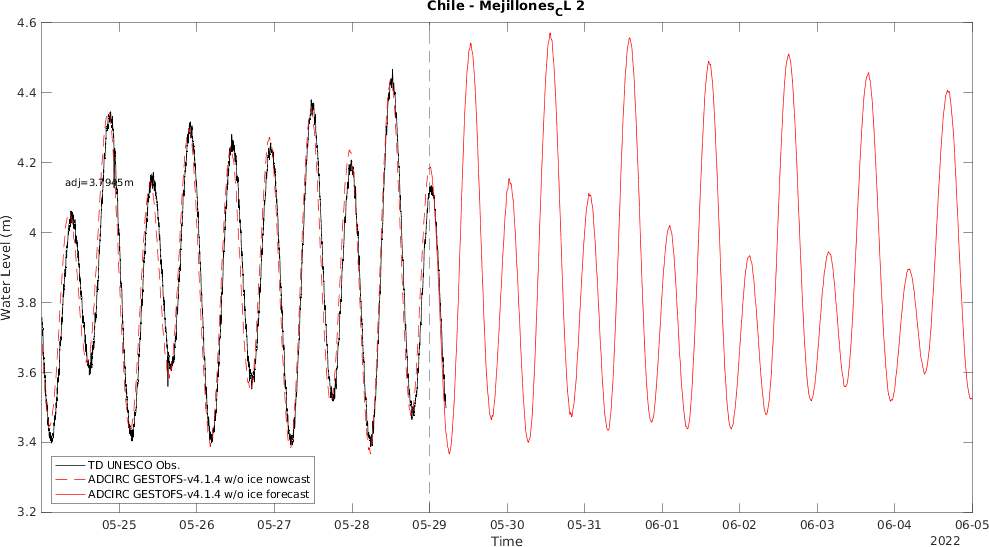 Chile - Mejillones_CL 2
4.6
4.4
4.2
4
3.8
3.6
3.4
3.2
Water Level (m)
adj=3.7945m
TD UNESCO Obs.
ADCIRC GESTOFS-v4.1.4 w/o ice nowcast
ADCIRC GESTOFS-v4.1.4 w/o ice forecast
05-25 05-26 05-27 05-28 05-29 05-30 05-31 06-01 06-02 06-03 06-04 06-05
Time
2022